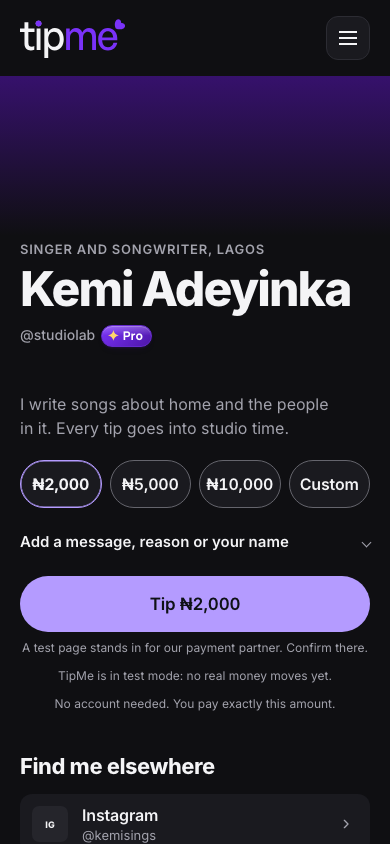 tipme
SINGER AND SONGWRITER, LAGOS
Kemi Adeyinka
@studiolab ✦ Pro
I write songs about home and the people
in it. Every tip goes into studio time.
₦2,000 ₦5,000 ₦10,000 Custom
Add a message, reason or your name
Tip ₦2,000
A test page stands in for our payment partner. Confirm there.
TipMe is in test mode: no real money moves yet.
No account needed. You pay exactly this amount.
Find me elsewhere
IG Instagram
@kemisings